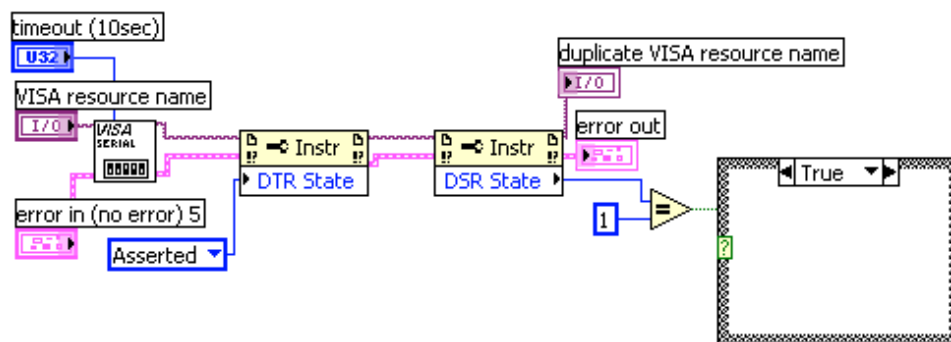 timeout (10sec)
U32
VISA resource name
I/O
VISA
SERIAL
error in (no error) 5
Instr
DTR State
Asserted
Instr
DSR State
duplicate VISA resource name
I/O
error out
1
=
True
?